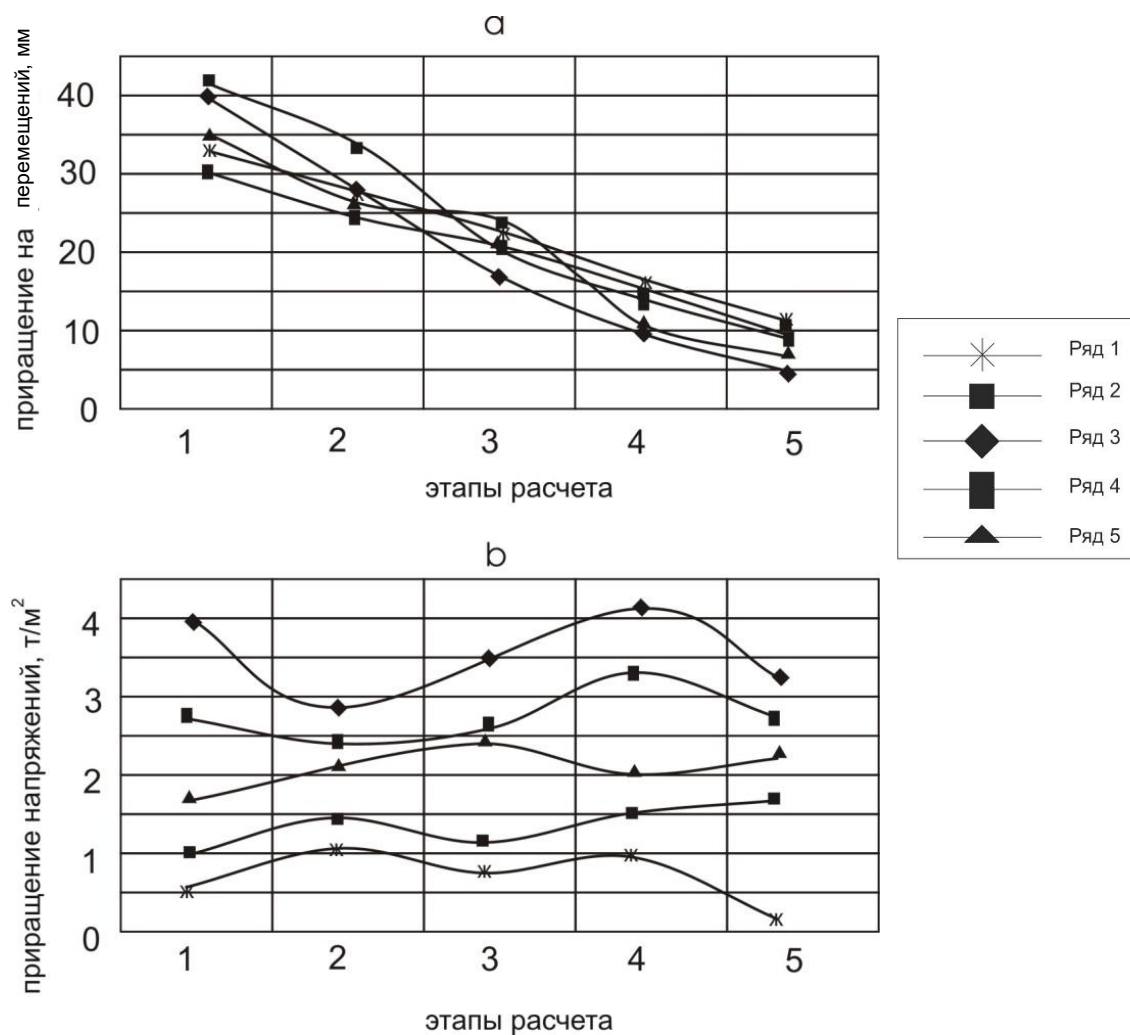 a
приращение на перемещений, мм
40
30
20
10
0
1 2 3 4 5
этапы расчета
Ряд 1
Ряд 2
Ряд 3
Ряд 4
Ряд 5
b
приращение напряжений, т/м²
4
3
2
1
0
1 2 3 4 5
этапы расчета